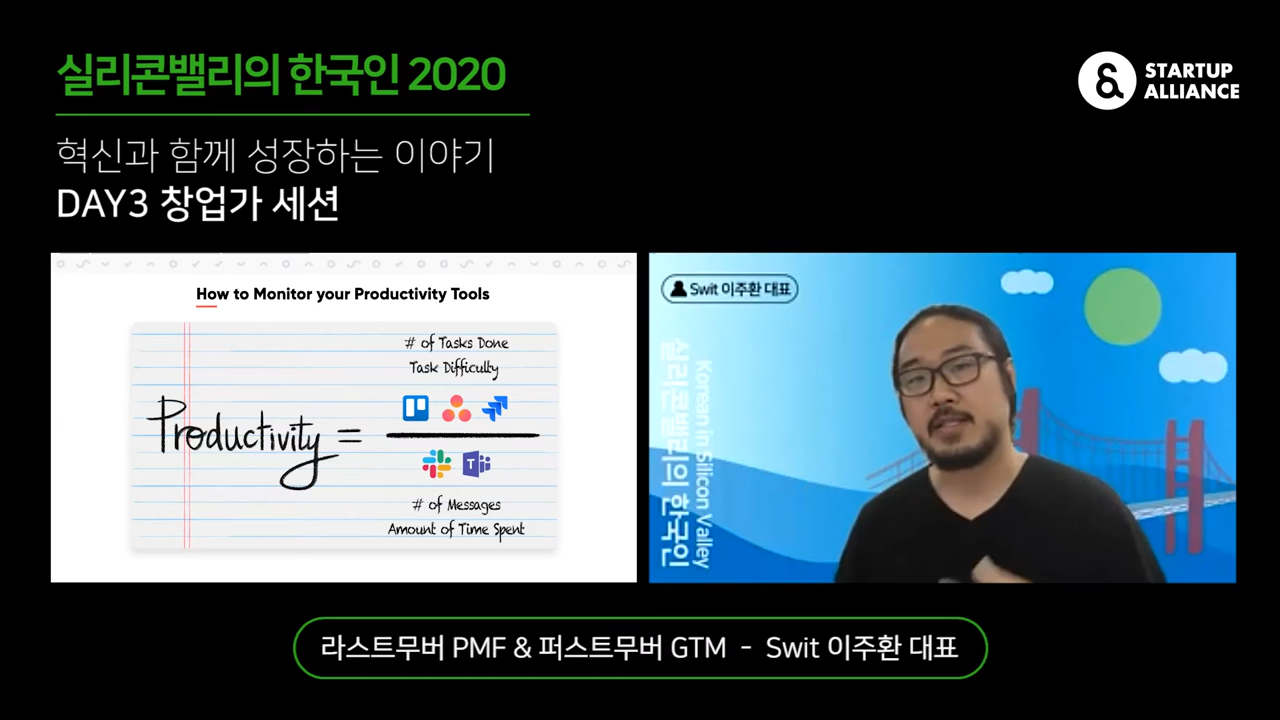 실리콘밸리의 한국인 2020
STARTUP
ALLIANCE
혁신과 함께 성장하는 이야기
DAY3 창업가 세션
How to Monitor your Productivity Tools
# of Tasks Done
Task Difficulty
Productivity =
# of Messages
Amount of Time Spent
Swit 이주환 대표
Korean in Silicon Valley
실리콘밸리의 한국인
라스트무버 PMF & 퍼스트무버 GTM - Swit 이주환 대표